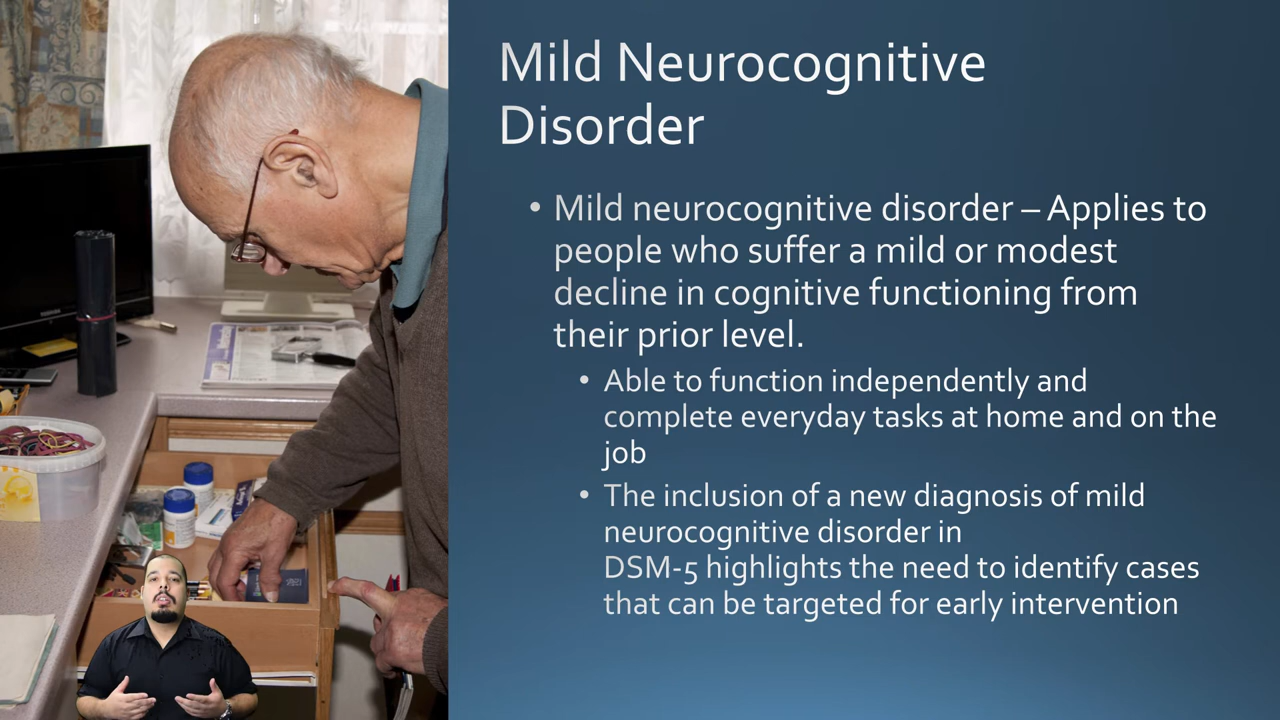 Mild Neurocognitive
Disorder
• Mild neurocognitive disorder – Applies to
people who suffer a mild or modest
decline in cognitive functioning from
their prior level.
• Able to function independently and
complete everyday tasks at home and on the
job
• The inclusion of a new diagnosis of mild
neurocognitive disorder in
DSM-5 highlights the need to identify cases
that can be targeted for early intervention